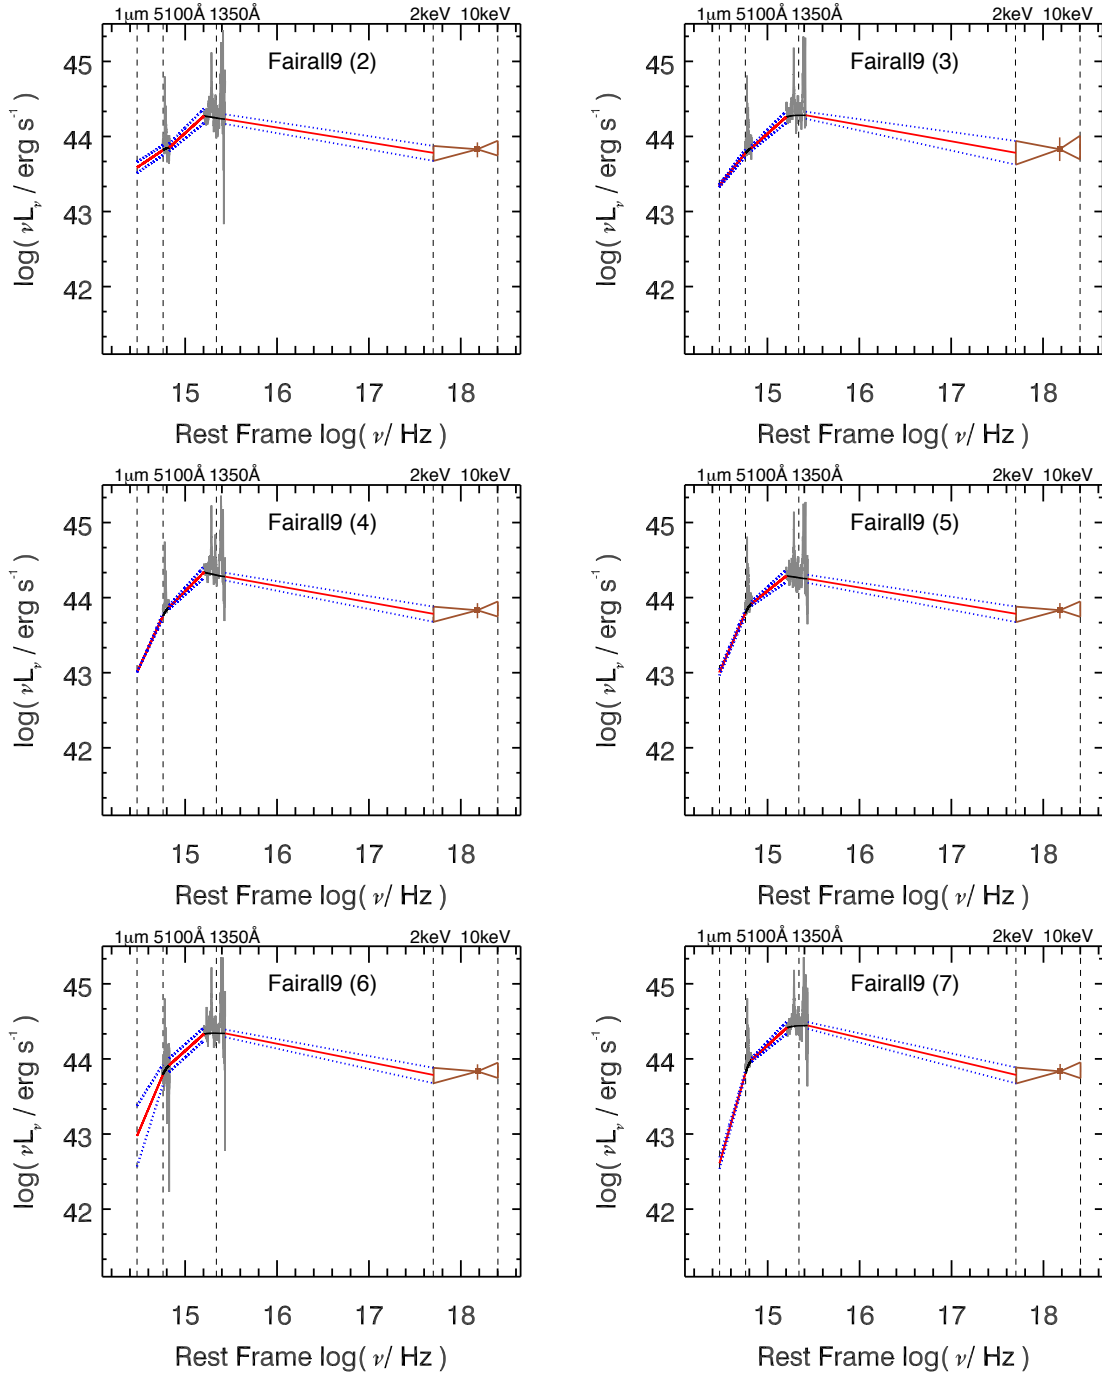 1μm 5100Å 1350Å 2keV 10keV
Fairall9 (2)
45
44
43
42
log( νLν / erg s⁻¹ )
15 16 17 18
Rest Frame log( ν/ Hz )
1μm 5100Å 1350Å 2keV 10keV
Fairall9 (3)
45
44
43
42
log( νLν / erg s⁻¹ )
15 16 17 18
Rest Frame log( ν/ Hz )
1μm 5100Å 1350Å 2keV 10keV
Fairall9 (4)
45
44
43
42
log( νLν / erg s⁻¹ )
15 16 17 18
Rest Frame log( ν/ Hz )
1μm 5100Å 1350Å 2keV 10keV
Fairall9 (5)
45
44
43
42
log( νLν / erg s⁻¹ )
15 16 17 18
Rest Frame log( ν/ Hz )
1μm 5100Å 1350Å 2keV 10keV
Fairall9 (6)
45
44
43
42
log( νLν / erg s⁻¹ )
15 16 17 18
Rest Frame log( ν/ Hz )
1μm 5100Å 1350Å 2keV 10keV
Fairall9 (7)
45
44
43
42
log( νLν / erg s⁻¹ )
15 16 17 18
Rest Frame log( ν/ Hz )